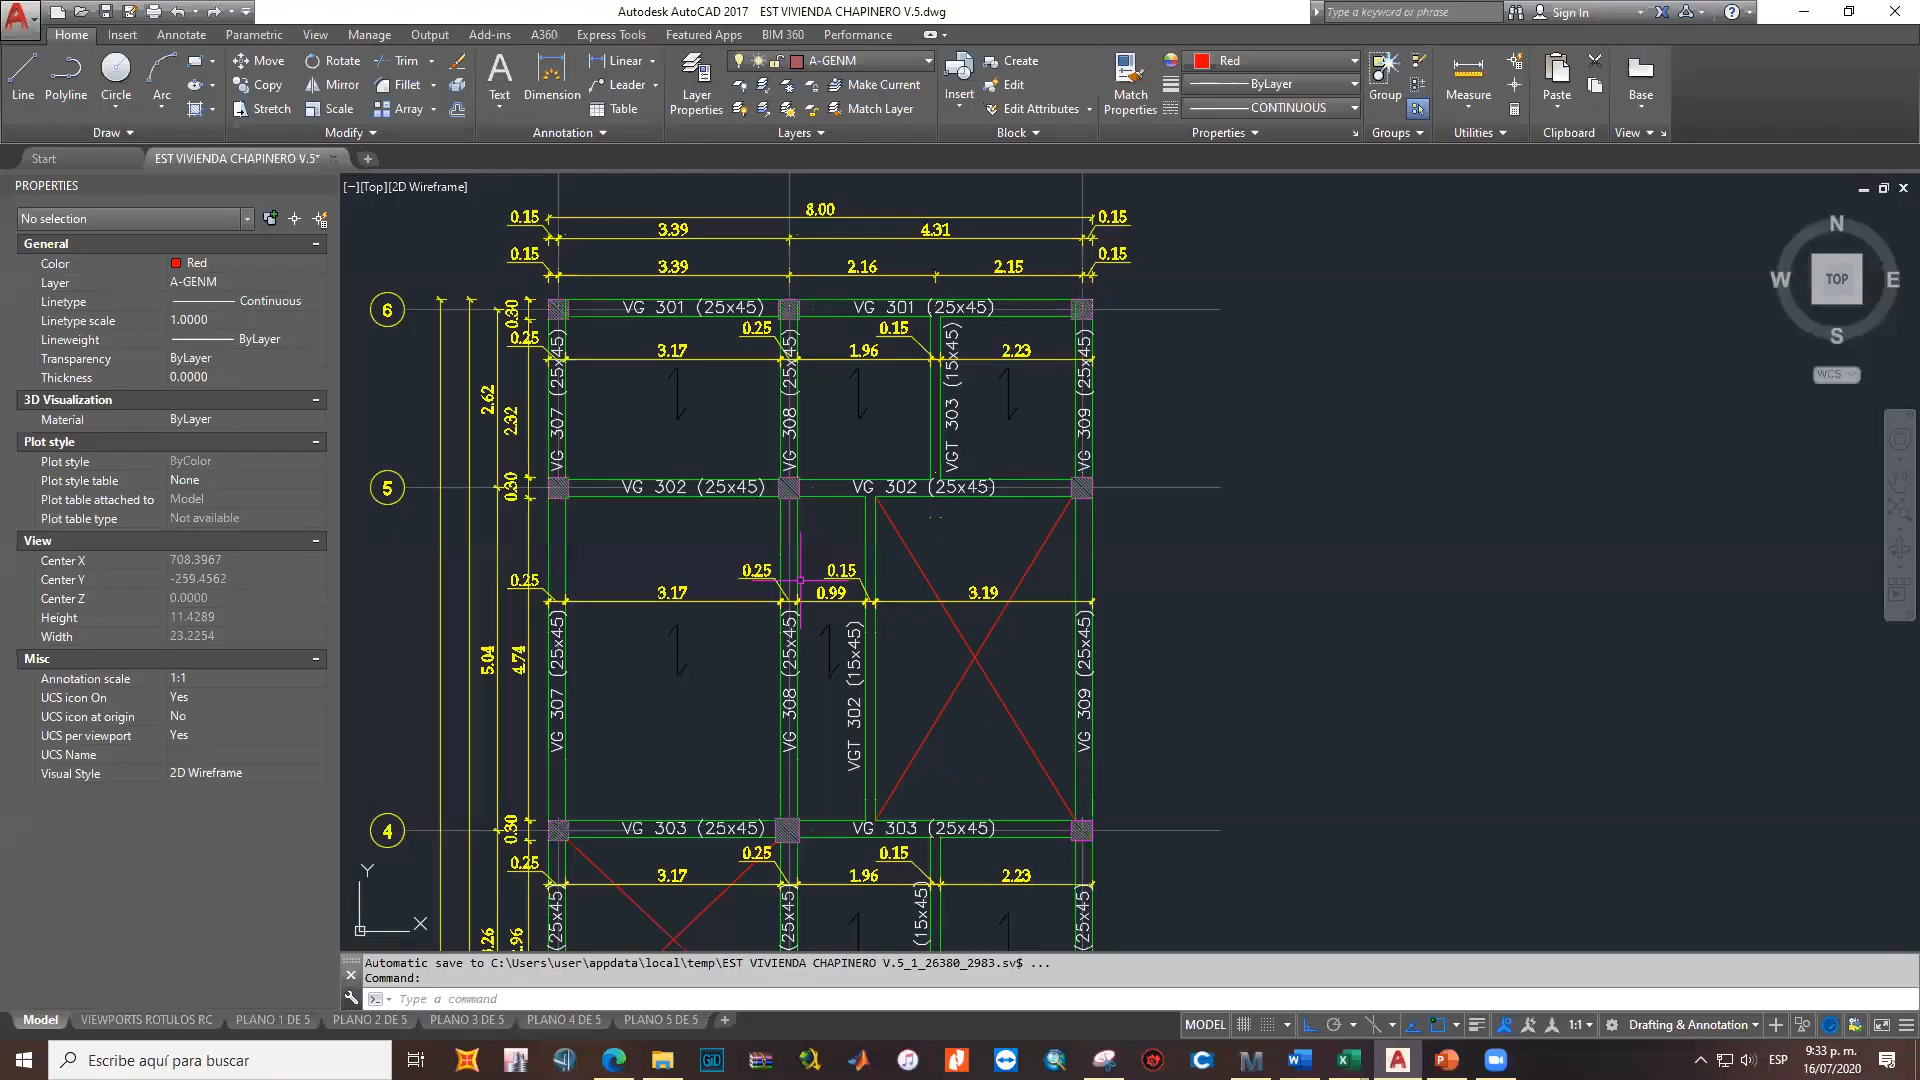 Autodesk AutoCAD 2017 EST VIVIENDA CHAPINERO V.5.dwg
Type a keyword or phrase
Sign In
Home Insert Annotate Parametric View Manage Output Add-ins A360 Express Tools Featured Apps BIM 360 Performance
Line Polyline Circle Arc
Move Rotate Trim
Copy Mirror Fillet
Stretch Scale Array
Text Dimension
Linear
Leader
Table
Layer Properties
A-GENM
Make Current
Match Layer
Insert
Create
Edit
Edit Attributes
Match Properties
Red
ByLayer
CONTINUOUS
Group
Measure
Paste
Base
Draw Modify Annotation Layers Block Properties Groups Utilities Clipboard View
Start
EST VIVIENDA CHAPINERO V.5*
PROPERTIES
No selection
General
Color Red
Layer A-GENM
Linetype Continuous
Linetype scale 1.0000
Lineweight ByLayer
Transparency ByLayer
Thickness 0.0000
3D Visualization
Material ByLayer
Plot style
Plot style ByColor
Plot style table None
Plot table attached to Model
Plot table type Not available
View
Center X 708.3967
Center Y -259.4562
Center Z 0.0000
Height 11.4289
Width 23.2254
Misc
Annotation scale 1:1
UCS icon On Yes
UCS icon at origin No
UCS per viewport Yes
UCS Name
Visual Style 2D Wireframe
[−][Top][2D Wireframe]
N
W TOP E
S
WCS
8.00
0.15 0.15
3.39 4.31
0.15 0.15
3.39 2.16 2.15
6
0.30
VG 301 (25x45) VG 301 (25x45)
0.25 0.25 0.15
3.17 1.96 2.23
2.62
2.32
VG 307 (25x45)
VG 308 (25x45)
VGT 303 (15x45)
VG 309 (25x45)
5
0.30
VG 302 (25x45) VG 302 (25x45)
0.25 0.25 0.15
3.17 0.99 3.19
5.04
4.74
VG 307 (25x45)
VG 308 (25x45)
VGT 302 (15x45)
VG 309 (25x45)
4
0.30
VG 303 (25x45) VG 303 (25x45)
0.25 0.25 0.15
3.17 1.96 2.23
.26
.96
(25x45)
(25x45)
(15x45)
(25x45)
Y
X
Automatic save to C:\Users\user\appdata\local\temp\EST VIVIENDA CHAPINERO V.5_1_26380_2983.sv$ ...
Command:
Type a command
Model VIEWPORTS ROTULOS RC PLANO 1 DE 5 PLANO 2 DE 5 PLANO 3 DE 5 PLANO 4 DE 5 PLANO 5 DE 5
MODEL
1:1
Drafting & Annotation
Escribe aquí para buscar
GiD
ESP
9:33 p. m.
16/07/2020